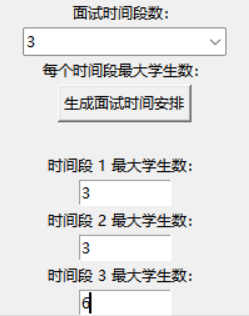 面试时间段数：
3
每个时间段最大学生数：
生成面试时间安排
时间段 1 最大学生数：
3
时间段 2 最大学生数：
3
时间段 3 最大学生数：
6